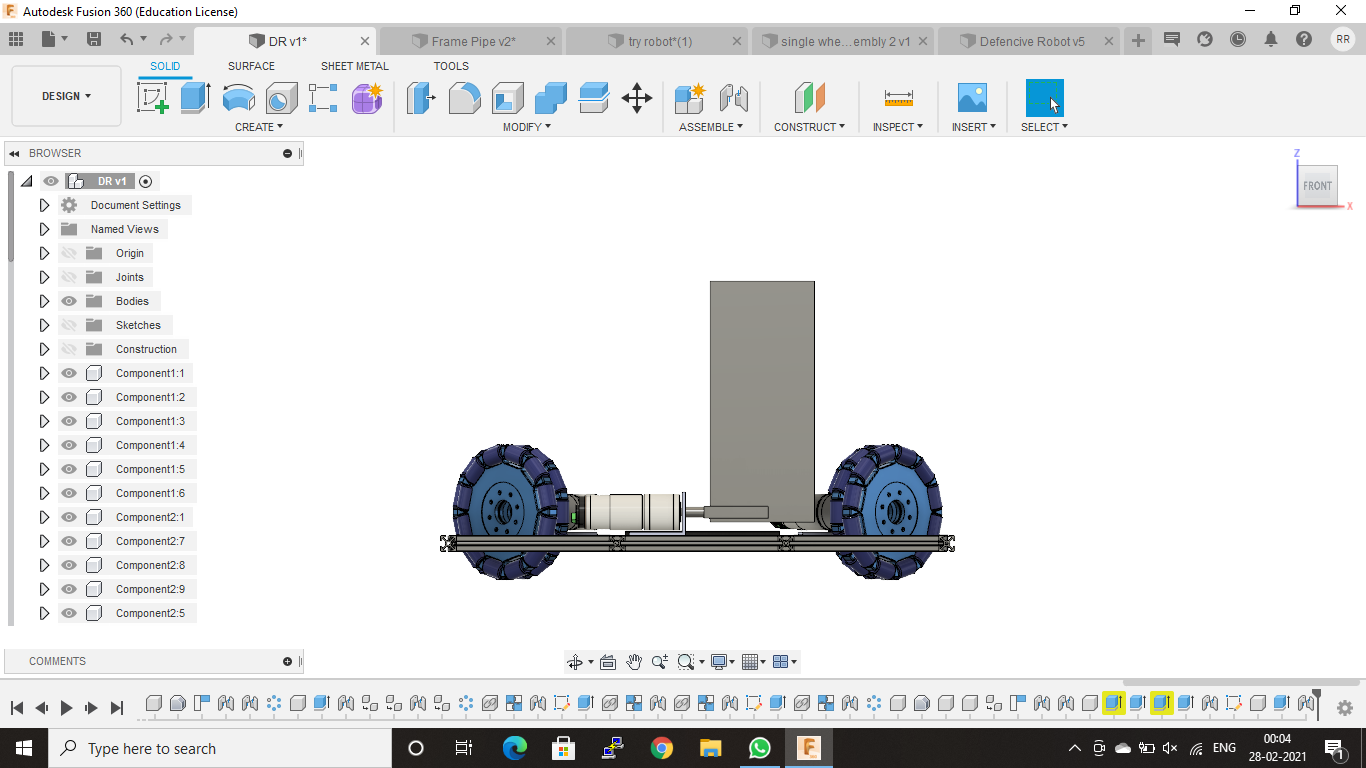 Autodesk Fusion 360 (Education License)
DR v1*
Frame Pipe v2*
try robot*(1)
single whe...embly 2 v1
Defencive Robot v5
RR
SOLID
SURFACE
SHEET METAL
TOOLS
DESIGN
CREATE
MODIFY
ASSEMBLE
CONSTRUCT
INSPECT
INSERT
SELECT
BROWSER
DR v1
Document Settings
Named Views
Origin
Joints
Bodies
Sketches
Construction
Component1:1
Component1:2
Component1:3
Component1:4
Component1:5
Component1:6
Component2:1
Component2:7
Component2:8
Component2:9
Component2:5
Z
FRONT
X
COMMENTS
Type here to search
ENG
00:04
28-02-2021
1